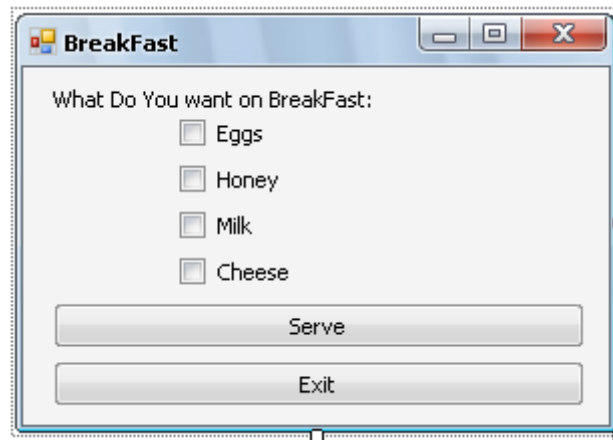 BreakFast
What Do You want on BreakFast:
Eggs
Honey
Milk
Cheese
Serve
Exit